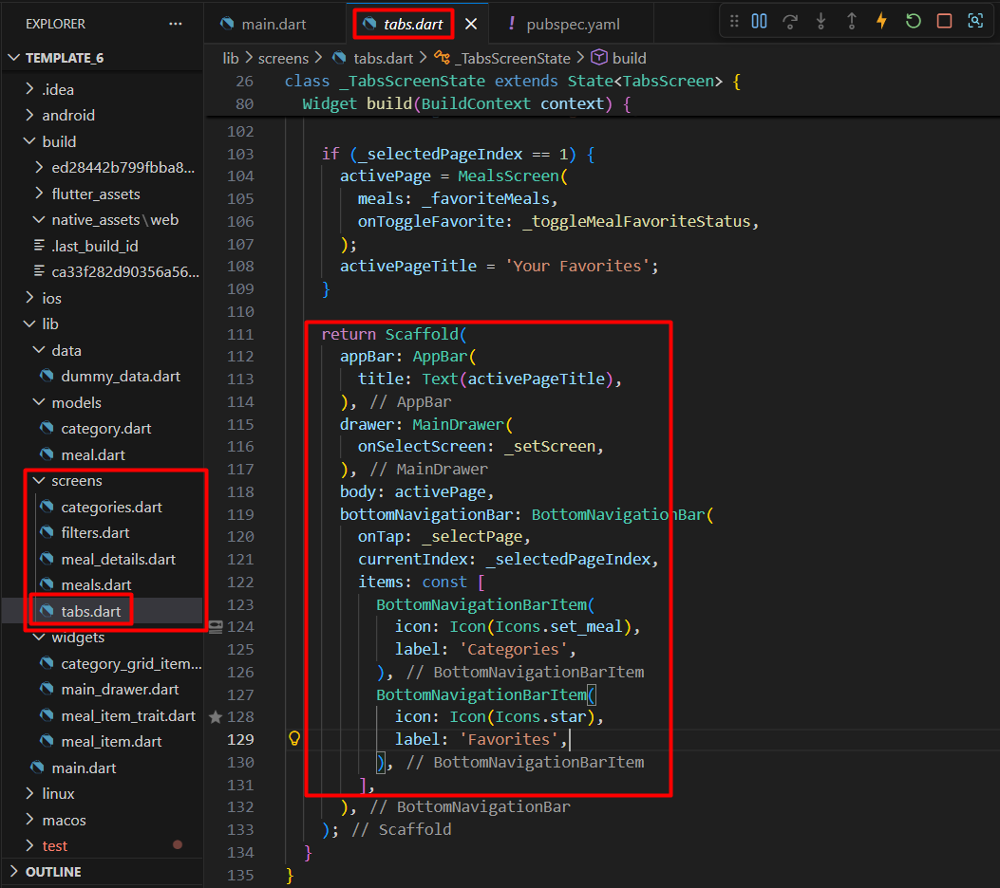 EXPLORER
...
TEMPLATE_6
.idea
android
build
ed28442b799fbba8...
flutter_assets
native_assets\web
.last_build_id
ca33f282d90356a56...
ios
lib
data
dummy_data.dart
models
category.dart
meal.dart
screens
categories.dart
filters.dart
meal_details.dart
meals.dart
tabs.dart
widgets
category_grid_item...
main_drawer.dart
meal_item_trait.dart
meal_item.dart
main.dart
linux
macos
test
OUTLINE
main.dart
tabs.dart
! pubspec.yaml
lib > screens > tabs.dart > _TabsScreenState > build
26 class _TabsScreenState extends State<TabsScreen> {
80 Widget build(BuildContext context) {
102
103 if (_selectedPageIndex == 1) {
104 activePage = MealsScreen(
105 meals: _favoriteMeals,
106 onToggleFavorite: _toggleMealFavoriteStatus,
107 );
108 activePageTitle = 'Your Favorites';
109 }
110
111 return Scaffold(
112 appBar: AppBar(
113 title: Text(activePageTitle),
114 ), // AppBar
115 drawer: MainDrawer(
116 onSelectScreen: _setScreen,
117 ), // MainDrawer
118 body: activePage,
119 bottomNavigationBar: BottomNavigationBar(
120 onTap: _selectPage,
121 currentIndex: _selectedPageIndex,
122 items: const [
123 BottomNavigationBarItem(
124 icon: Icon(Icons.set_meal),
125 label: 'Categories',
126 ), // BottomNavigationBarItem
127 BottomNavigationBarItem(
128 icon: Icon(Icons.star),
129 label: 'Favorites',
130 ), // BottomNavigationBarItem
131 ],
132 ), // BottomNavigationBar
133 ); // Scaffold
134 }
135 }